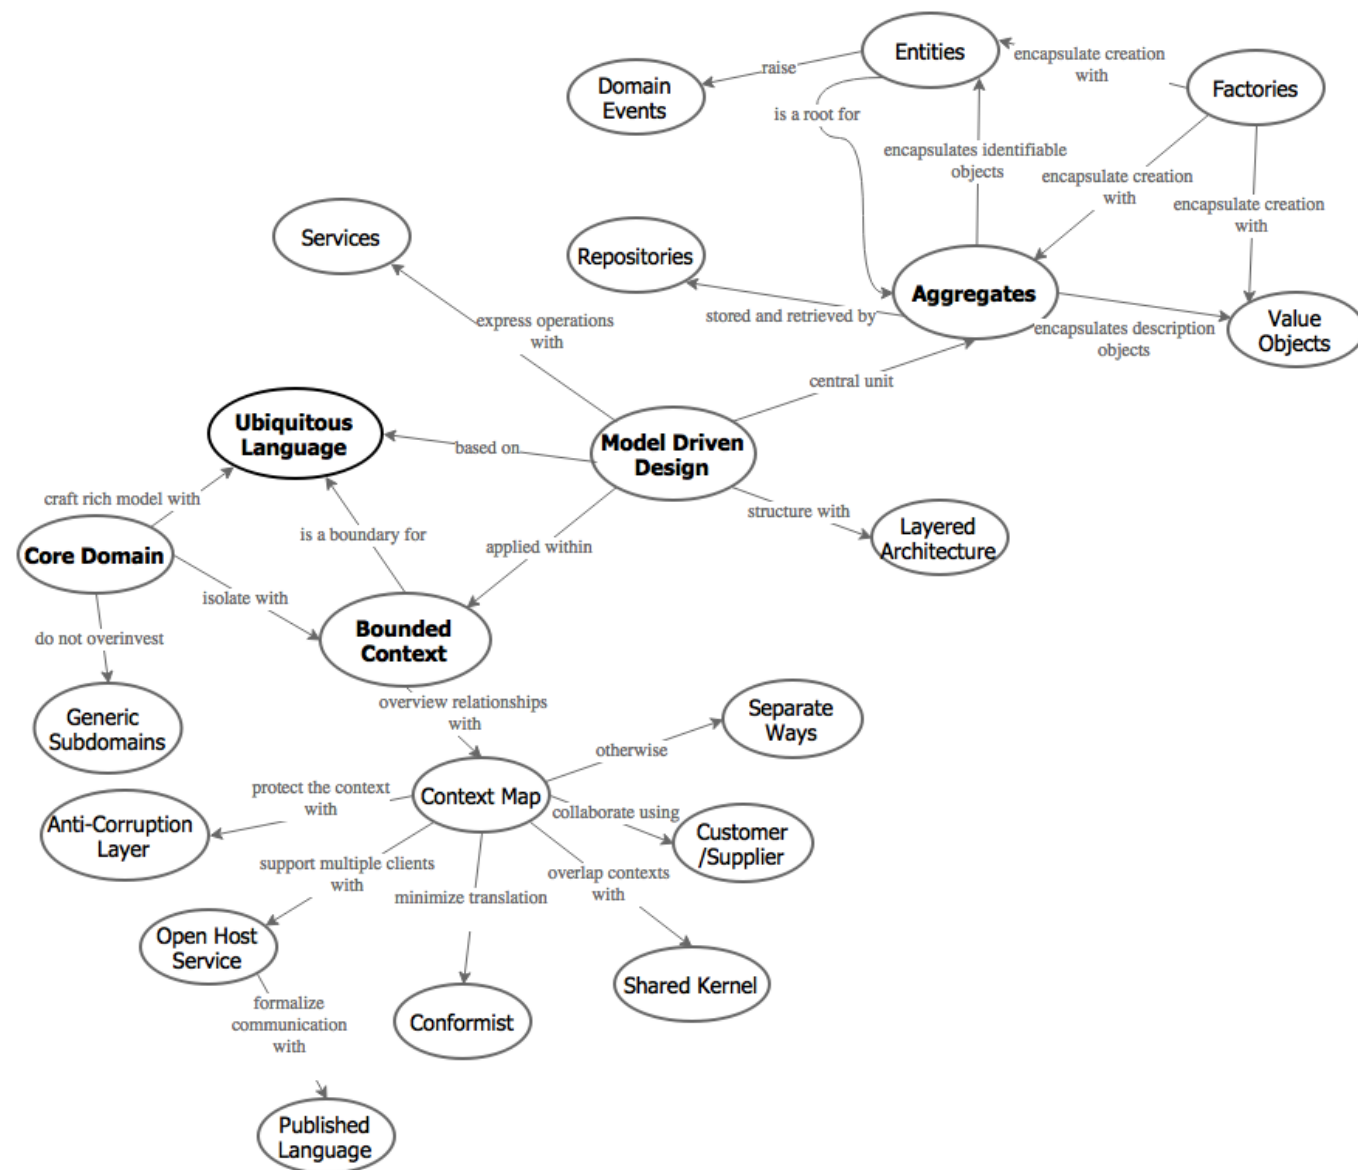 Entities
encapsulate creation
with
raise
Domain
Events
Factories
is a root for
encapsulates identifiable
objects
encapsulate creation
with
encapsulate creation
with
Services
Repositories
Aggregates
stored and retrieved by
encapsulates description
objects
Value
Objects
express operations
with
central unit
Ubiquitous
Language
based on
Model Driven
Design
craft rich model with
structure with
is a boundary for
applied within
Layered
Architecture
Core Domain
isolate with
do not overinvest
Bounded
Context
Generic
Subdomains
overview relationships
with
Separate
Ways
otherwise
protect the context
with
Context Map
collaborate using
Anti-Corruption
Layer
Customer
/Supplier
support multiple clients
with
overlap contexts
with
minimize translation
Open Host
Service
Shared Kernel
formalize
communication
with
Conformist
Published
Language